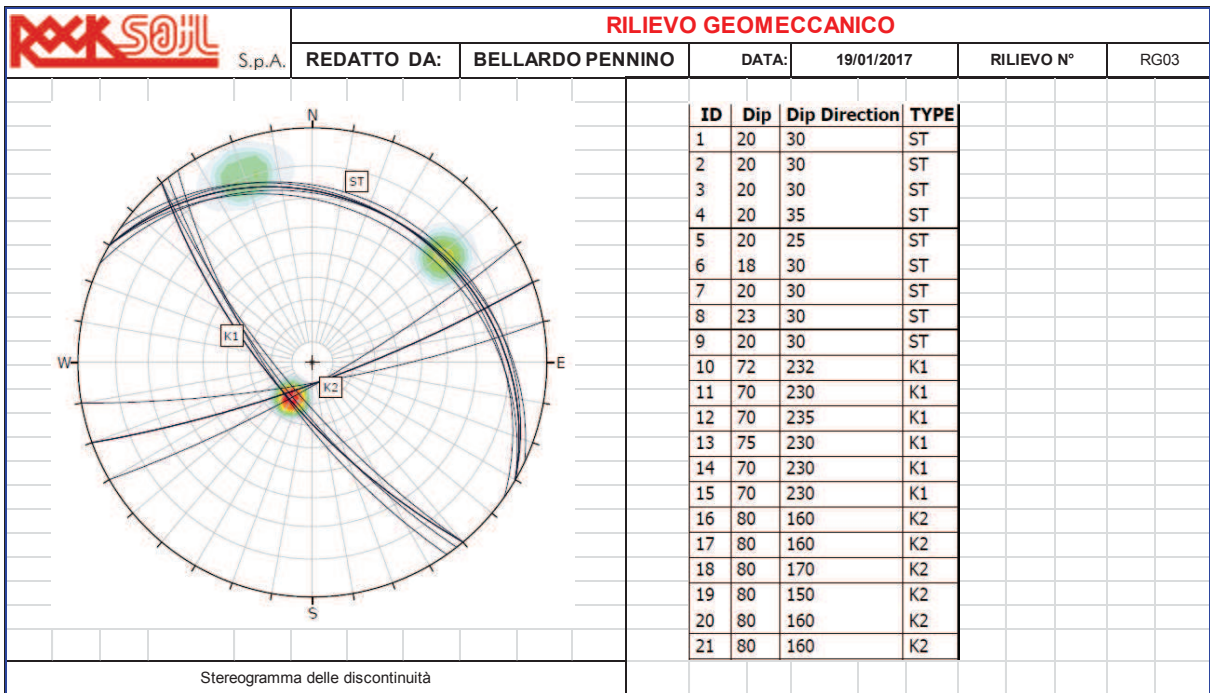 ROCK SOIL S.p.A.
RILIEVO GEOMECCANICO
REDATTO DA: BELLARDO PENNINO DATA: 19/01/2017 RILIEVO N° RG03
N
ST
K1
W
E
K2
S
Stereogramma delle discontinuità
ID Dip Dip Direction TYPE
1 20 30 ST
2 20 30 ST
3 20 30 ST
4 20 35 ST
5 20 25 ST
6 18 30 ST
7 20 30 ST
8 23 30 ST
9 20 30 ST
10 72 232 K1
11 70 230 K1
12 70 235 K1
13 75 230 K1
14 70 230 K1
15 70 230 K1
16 80 160 K2
17 80 160 K2
18 80 170 K2
19 80 150 K2
20 80 160 K2
21 80 160 K2